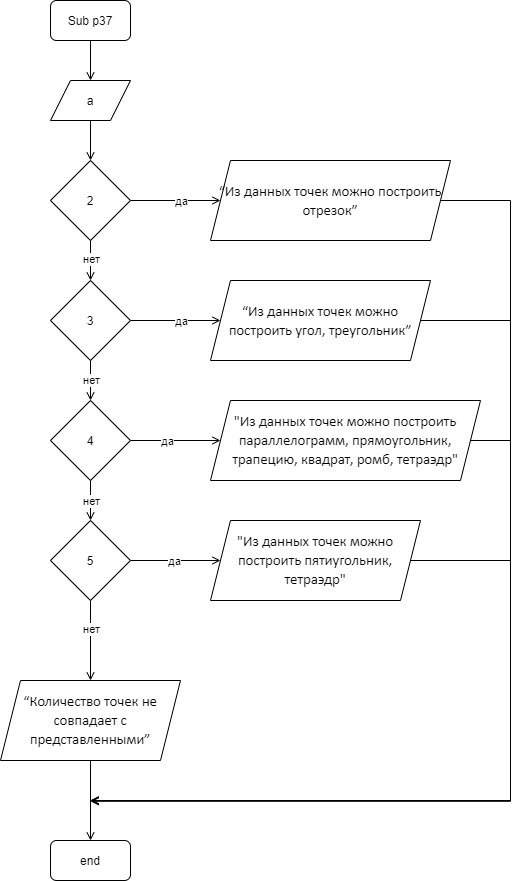 Sub p37
a
2
да
“Из данных точек можно построить
отрезок”
нет
3
да
“Из данных точек можно
построить угол, треугольник”
нет
4
да
"Из данных точек можно построить
параллелограмм, прямоугольник,
трапецию, квадрат, ромб, тетраэдр"
нет
5
да
"Из данных точек можно
построить пятиугольник,
тетраэдр"
нет
“Количество точек не
совпадает с
представленными”
end